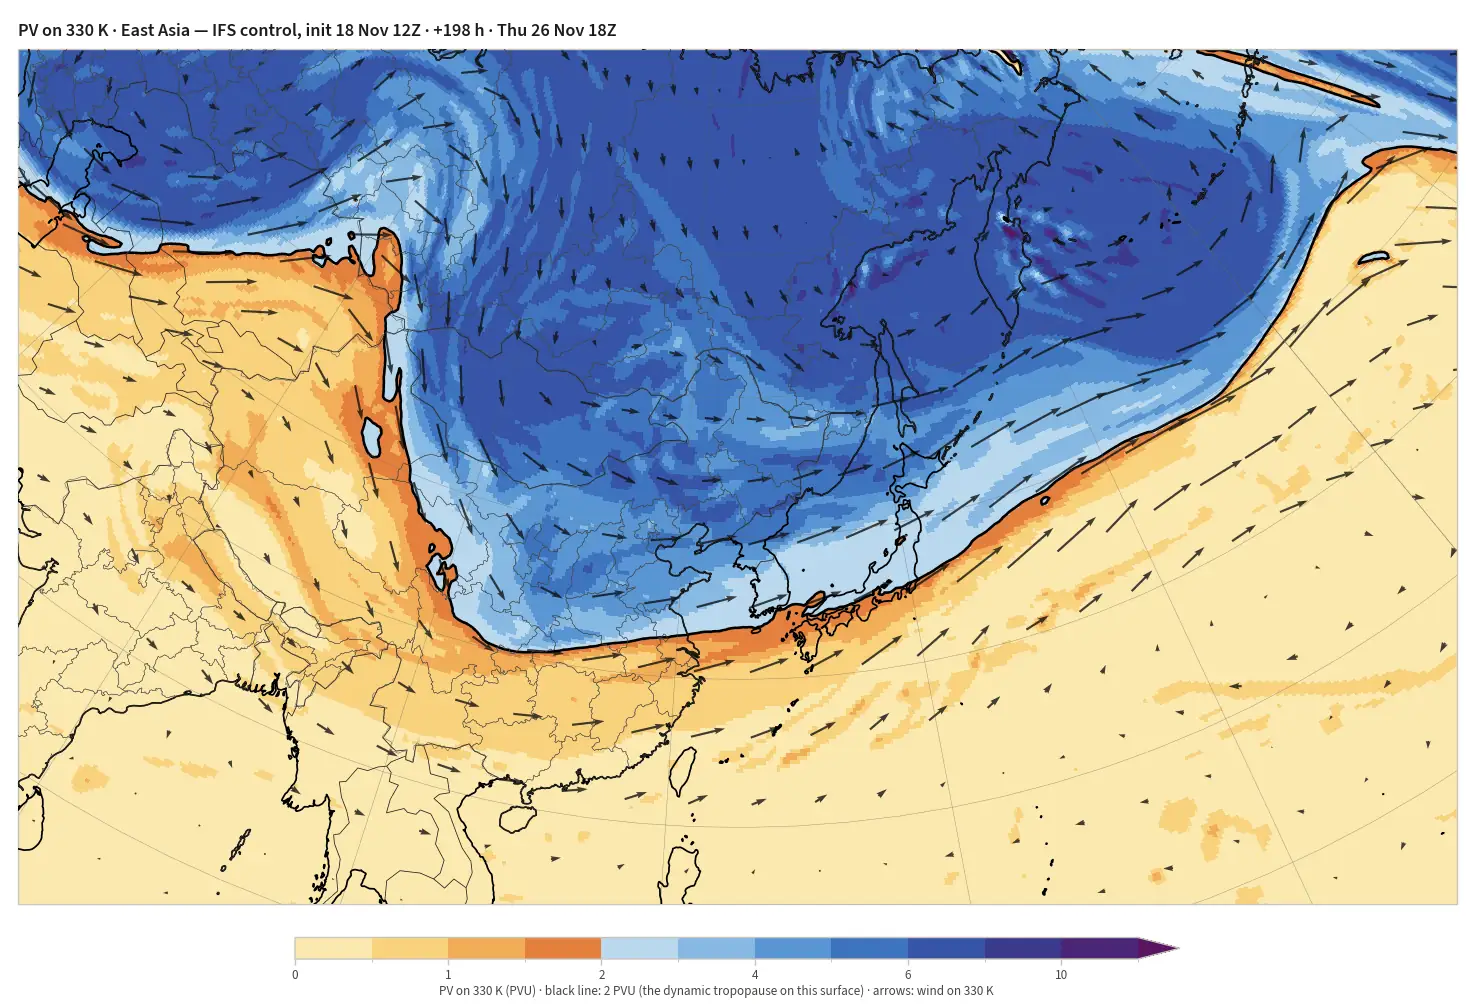 PV on 330 K · East Asia — IFS control, init 18 Nov 12Z · +198 h · Thu 26 Nov 18Z
0 1 2 4 6 10
PV on 330 K (PVU) · black line: 2 PVU (the dynamic tropopause on this surface) · arrows: wind on 330 K